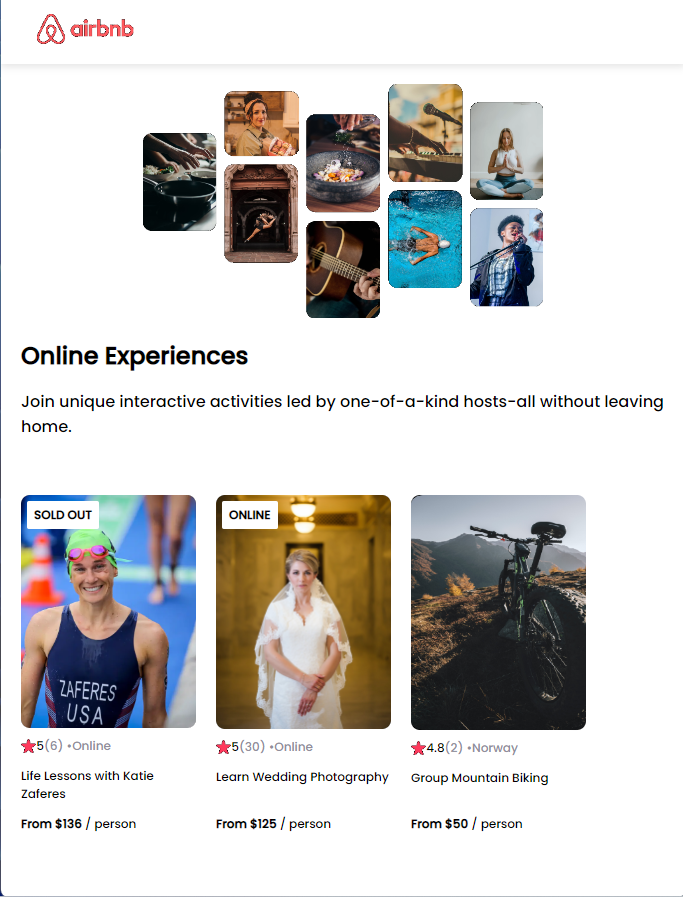 airbnb
Online Experiences
Join unique interactive activities led by one-of-a-kind hosts-all without leaving
home.
SOLD OUT
ZAFERES
USA
5(6) •Online
Life Lessons with Katie
Zaferes
From $136 / person
ONLINE
5(30) •Online
Learn Wedding Photography
From $125 / person
4.8(2) •Norway
Group Mountain Biking
From $50 / person